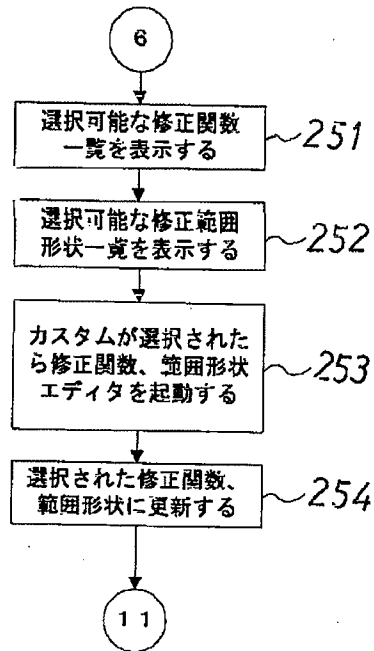 6
選択可能な修正関数
一覧を表示する
251
選択可能な修正範囲
形状一覧を表示する
252
カスタムが選択された
ら修正関数、範囲形状
エディタを起動する
253
選択された修正関数、
範囲形状に更新する
254
11